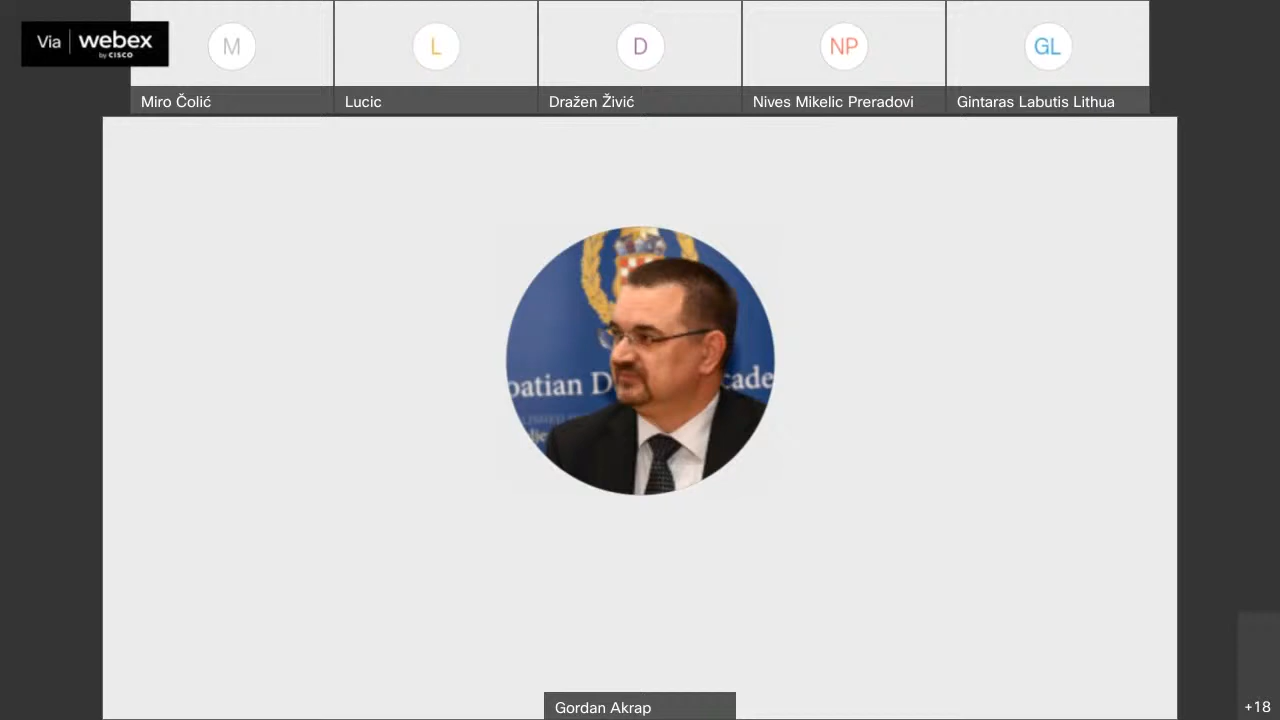 Via webex
by CISCO
M
L
D
NP
GL
Miro Čolić
Lucic
Dražen Živić
Nives Mikelic Preradovi
Gintaras Labutis Lithua
oatian D cade
Gordan Akrap
+18